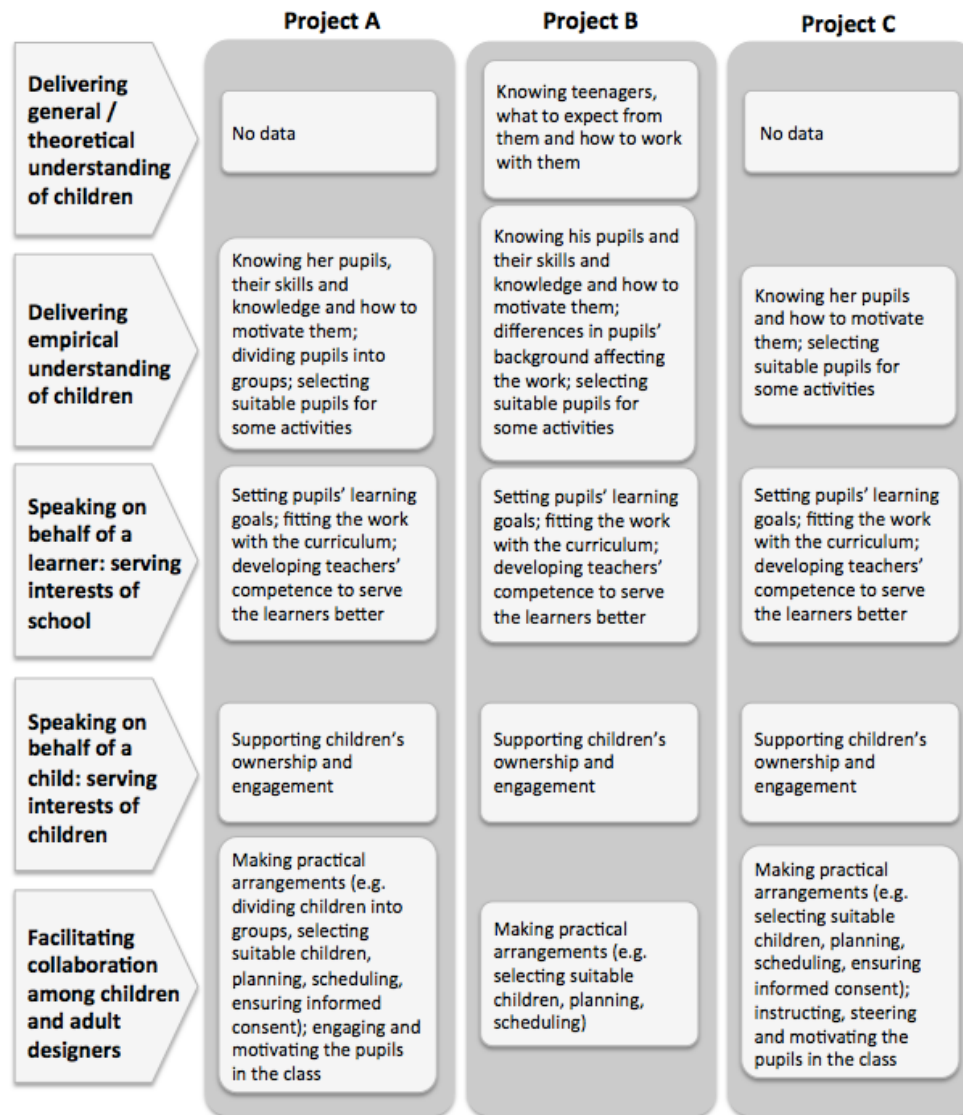 Project A
Project B
Project C
Delivering
general /
theoretical
understanding
of children
No data
Knowing teenagers,
what to expect from
them and how to work
with them
No data
Delivering
empirical
understanding
of children
Knowing her pupils,
their skills and
knowledge and how to
motivate them;
dividing pupils into
groups; selecting
suitable pupils for
some activities
Knowing his pupils and
their skills and
knowledge and how to
motivate them;
differences in pupils'
background affecting
the work; selecting
suitable pupils for
some activities
Knowing her pupils
and how to motivate
them; selecting
suitable pupils for
some activities
Speaking on
behalf of a
learner: serving
interests of
school
Setting pupils' learning
goals; fitting the work
with the curriculum;
developing teachers'
competence to serve
the learners better
Setting pupils' learning
goals; fitting the work
with the curriculum;
developing teachers'
competence to serve
the learners better
Setting pupils' learning
goals; fitting the work
with the curriculum;
developing teachers'
competence to serve
the learners better
Speaking on
behalf of a
child: serving
interests of
children
Supporting children's
ownership and
engagement
Supporting children's
ownership and
engagement
Supporting children's
ownership and
engagement
Facilitating
collaboration
among children
and adult
designers
Making practical
arrangements (e.g.
dividing children into
groups, selecting
suitable children,
planning, scheduling,
ensuring informed
consent); engaging and
motivating the pupils
in the class
Making practical
arrangements (e.g.
selecting suitable
children, planning,
scheduling)
Making practical
arrangements (e.g.
selecting suitable
children, planning,
scheduling, ensuring
informed consent);
instructing, steering
and motivating the
pupils in the class